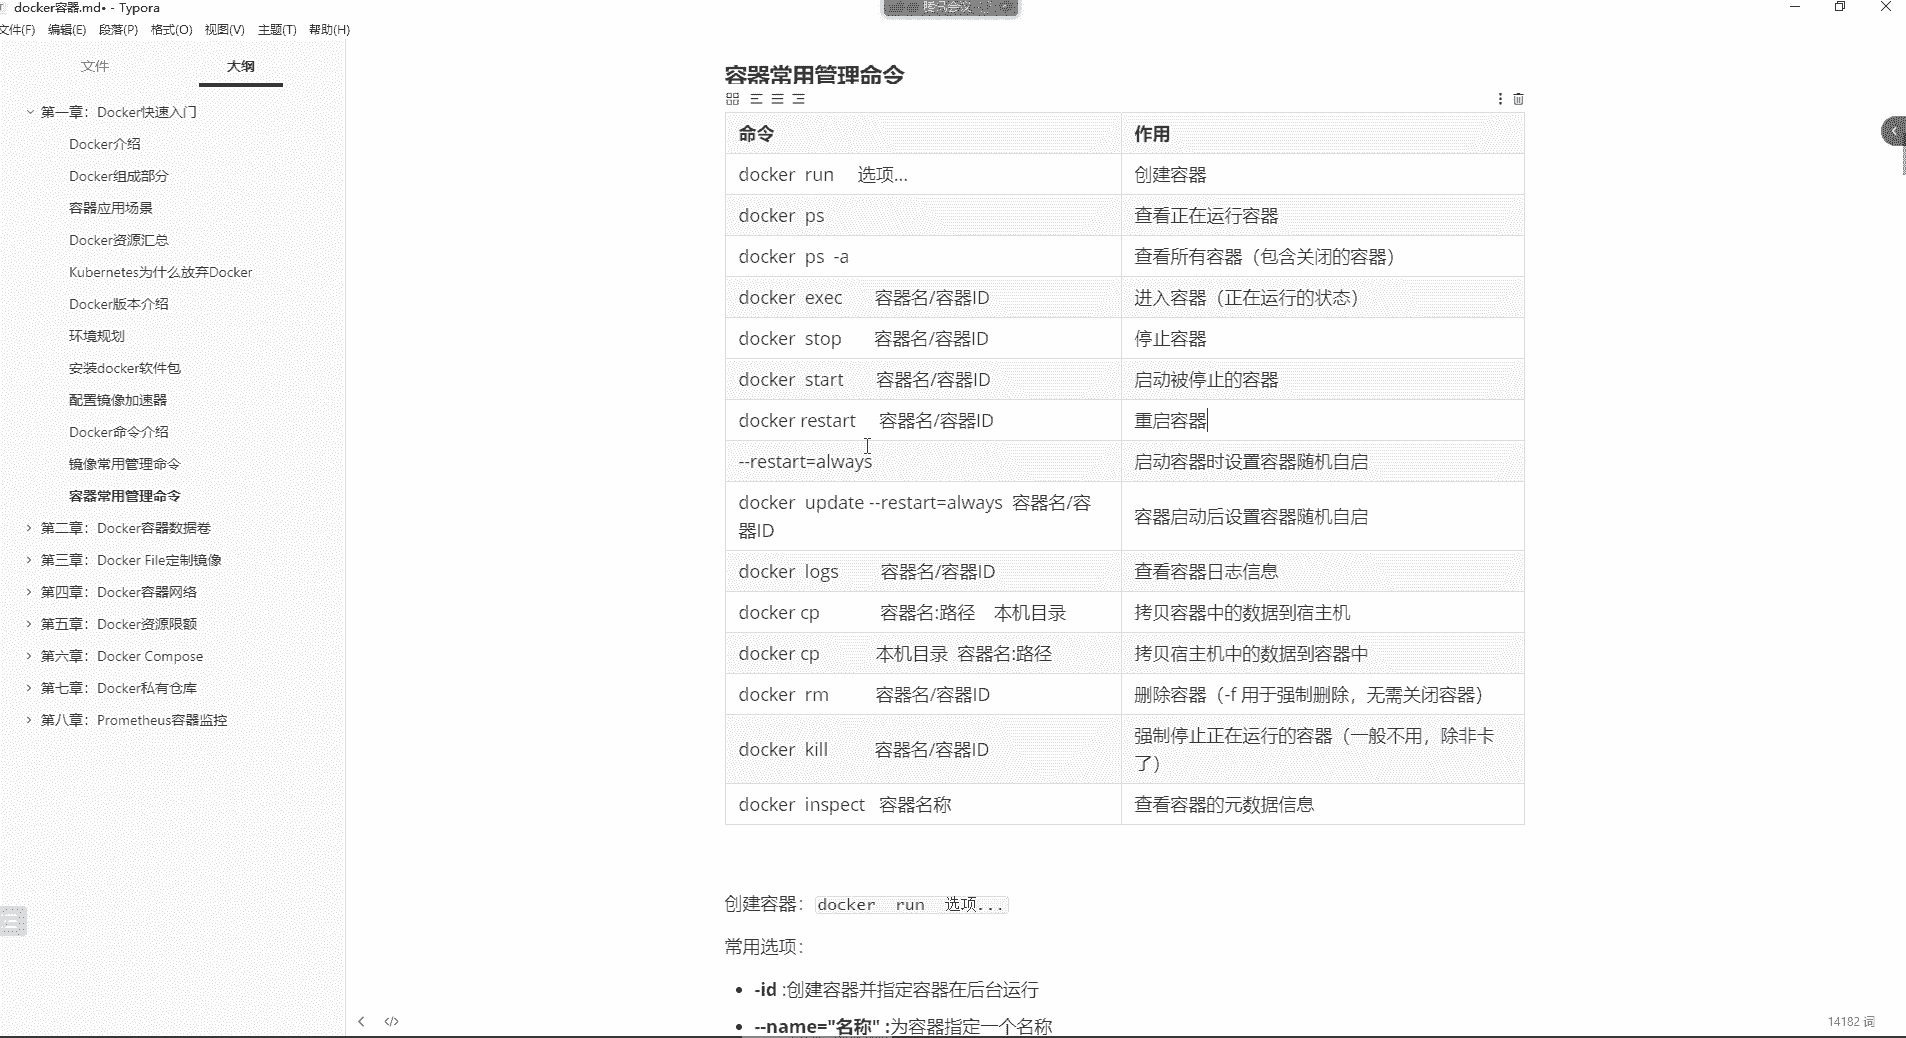 docker容器.md• - Typora
腾讯会议
文件(F) 编辑(E) 段落(P) 格式(O) 视图(V) 主题(T) 帮助(H)
文件 大纲
第一章：Docker快速入门
Docker介绍
Docker组成部分
容器应用场景
Docker资源汇总
Kubernetes为什么放弃Docker
Docker版本介绍
环境规划
安装docker软件包
配置镜像加速器
Docker命令介绍
镜像常用管理命令
容器常用管理命令
第二章：Docker容器数据卷
第三章：Docker File定制镜像
第四章：Docker容器网络
第五章：Docker资源限额
第六章：Docker Compose
第七章：Docker私有仓库
第八章：Prometheus容器监控
容器常用管理命令
命令 作用
docker run 选项... 创建容器
docker ps 查看正在运行容器
docker ps -a 查看所有容器（包含关闭的容器）
docker exec 容器名/容器ID 进入容器（正在运行的状态）
docker stop 容器名/容器ID 停止容器
docker start 容器名/容器ID 启动被停止的容器
docker restart 容器名/容器ID 重启容器
--restart=always 启动容器时设置容器随机自启
docker update --restart=always 容器名/容
器ID 容器启动后设置容器随机自启
docker logs 容器名/容器ID 查看容器日志信息
docker cp 容器名:路径 本机目录 拷贝容器中的数据到宿主机
docker cp 本机目录 容器名:路径 拷贝宿主机中的数据到容器中
docker rm 容器名/容器ID 删除容器（-f 用于强制删除，无需关闭容器）
docker kill 容器名/容器ID 强制停止正在运行的容器（一般不用，除非卡
了）
docker inspect 容器名称 查看容器的元数据信息
创建容器：docker run 选项...
常用选项：
• -id :创建容器并指定容器在后台运行
• --name="名称" :为容器指定一个名称
14182 词